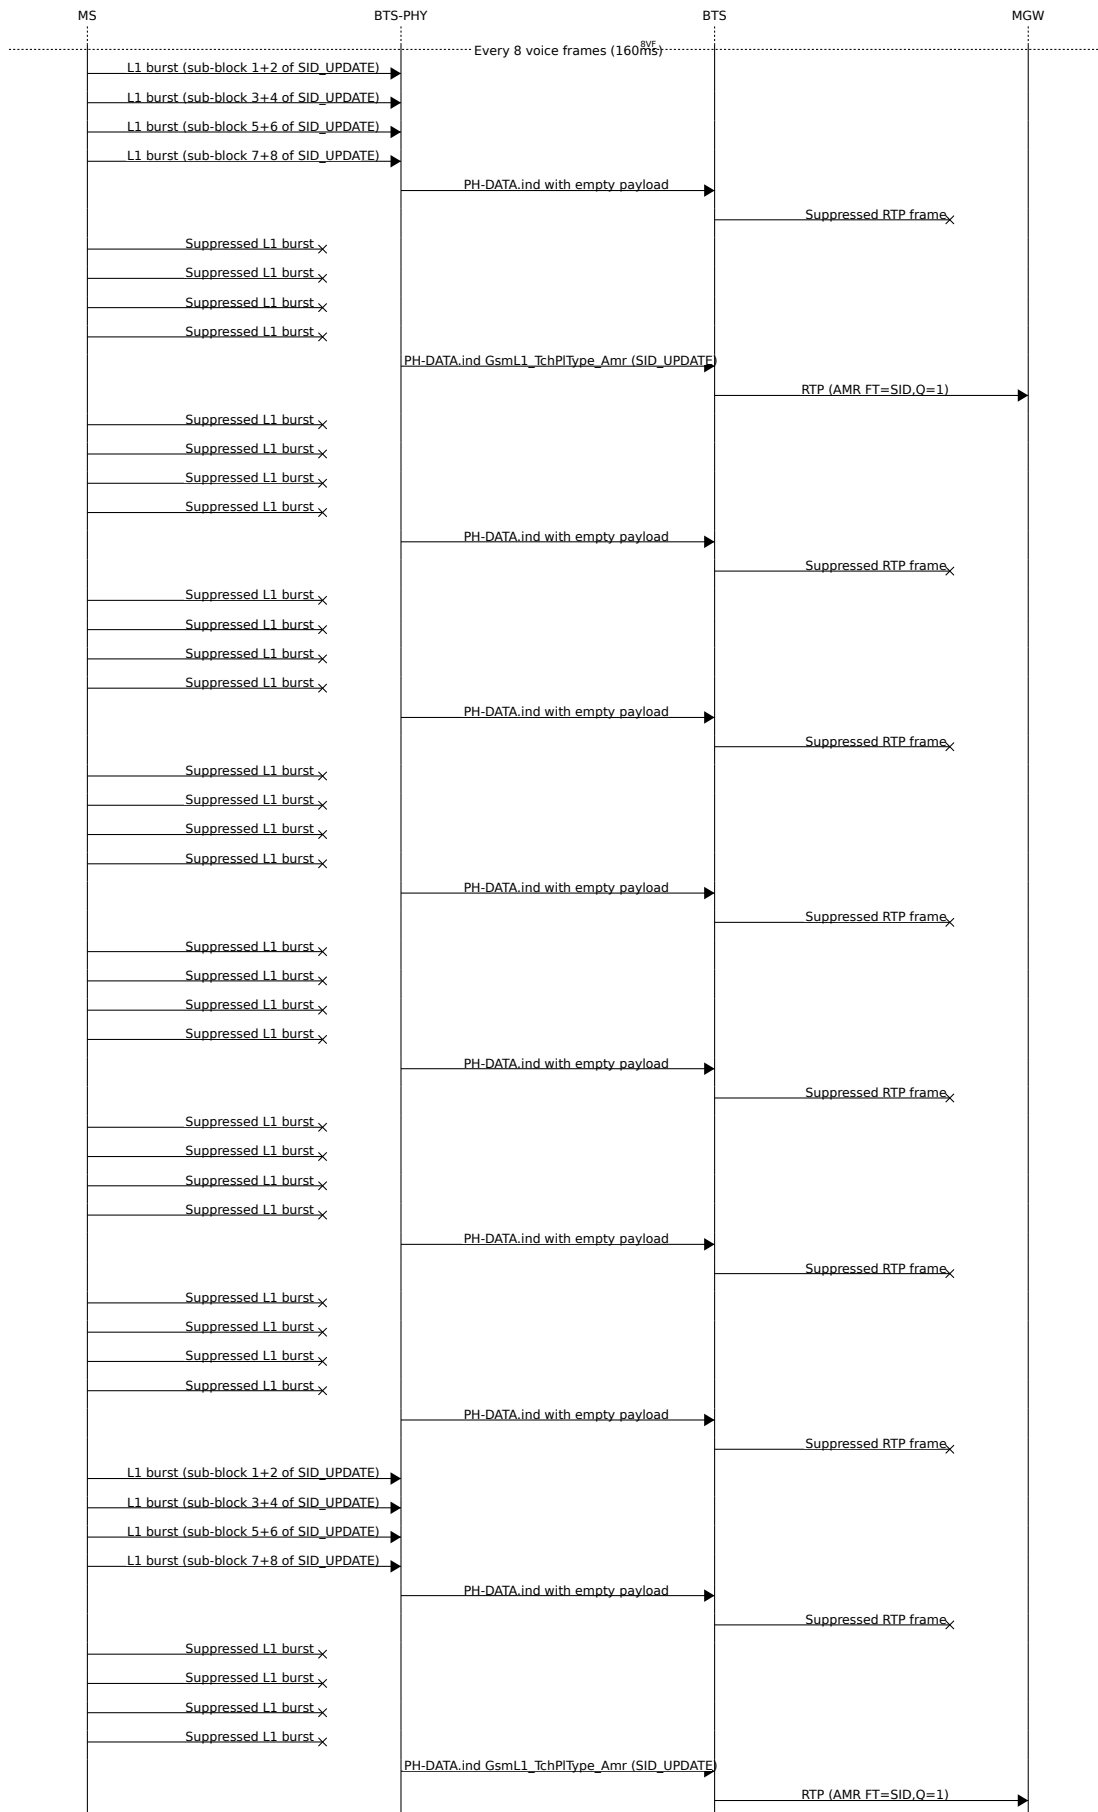 MS BTS-PHY BTS MGW
Every 8 voice frames (160ms) 8VF
L1 burst (sub-block 1+2 of SID_UPDATE)
L1 burst (sub-block 3+4 of SID_UPDATE)
L1 burst (sub-block 5+6 of SID_UPDATE)
L1 burst (sub-block 7+8 of SID_UPDATE)
PH-DATA.ind with empty payload
Suppressed RTP frame
Suppressed L1 burst
Suppressed L1 burst
Suppressed L1 burst
Suppressed L1 burst
PH-DATA.ind GsmL1_TchPlType_Amr (SID_UPDATE)
RTP (AMR FT=SID,Q=1)
Suppressed L1 burst
Suppressed L1 burst
Suppressed L1 burst
Suppressed L1 burst
PH-DATA.ind with empty payload
Suppressed RTP frame
Suppressed L1 burst
Suppressed L1 burst
Suppressed L1 burst
Suppressed L1 burst
PH-DATA.ind with empty payload
Suppressed RTP frame
Suppressed L1 burst
Suppressed L1 burst
Suppressed L1 burst
Suppressed L1 burst
PH-DATA.ind with empty payload
Suppressed RTP frame
Suppressed L1 burst
Suppressed L1 burst
Suppressed L1 burst
Suppressed L1 burst
PH-DATA.ind with empty payload
Suppressed RTP frame
Suppressed L1 burst
Suppressed L1 burst
Suppressed L1 burst
Suppressed L1 burst
PH-DATA.ind with empty payload
Suppressed RTP frame
Suppressed L1 burst
Suppressed L1 burst
Suppressed L1 burst
Suppressed L1 burst
PH-DATA.ind with empty payload
Suppressed RTP frame
L1 burst (sub-block 1+2 of SID_UPDATE)
L1 burst (sub-block 3+4 of SID_UPDATE)
L1 burst (sub-block 5+6 of SID_UPDATE)
L1 burst (sub-block 7+8 of SID_UPDATE)
PH-DATA.ind with empty payload
Suppressed RTP frame
Suppressed L1 burst
Suppressed L1 burst
Suppressed L1 burst
Suppressed L1 burst
PH-DATA.ind GsmL1_TchPlType_Amr (SID_UPDATE)
RTP (AMR FT=SID,Q=1)